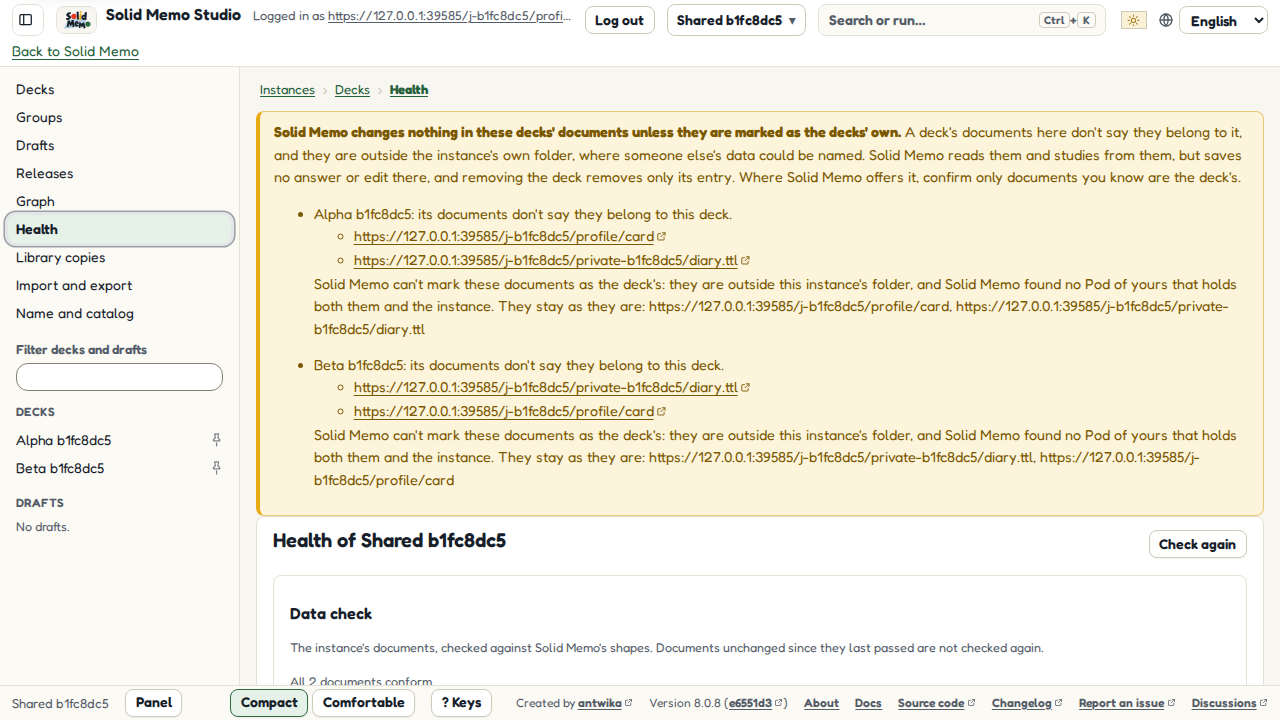 Solid Memo Studio
Logged in as https://127.0.0.1:39585/j-b1fc8dc5/profi...
Log out
Shared b1fc8dc5 ▾
Search or run...
Ctrl+K
English
Back to Solid Memo
Decks
Groups
Drafts
Releases
Graph
Health
Library copies
Import and export
Name and catalog
Filter decks and drafts
DECKS
Alpha b1fc8dc5
Beta b1fc8dc5
DRAFTS
No drafts.
Instances › Decks › Health
Solid Memo changes nothing in these decks' documents unless they are marked as the decks' own. A deck's documents here don't say they belong to it,
and they are outside the instance's own folder, where someone else's data could be named. Solid Memo reads them and studies from them, but saves
no answer or edit there, and removing the deck removes only its entry. Where Solid Memo offers it, confirm only documents you know are the deck's.
Alpha b1fc8dc5: its documents don't say they belong to this deck.
https://127.0.0.1:39585/j-b1fc8dc5/profile/card
https://127.0.0.1:39585/j-b1fc8dc5/private-b1fc8dc5/diary.ttl
Solid Memo can't mark these documents as the deck's: they are outside this instance's folder, and Solid Memo found no Pod of yours that holds
both them and the instance. They stay as they are: https://127.0.0.1:39585/j-b1fc8dc5/profile/card, https://127.0.0.1:39585/j-b1fc8dc5/private-
b1fc8dc5/diary.ttl
Beta b1fc8dc5: its documents don't say they belong to this deck.
https://127.0.0.1:39585/j-b1fc8dc5/private-b1fc8dc5/diary.ttl
https://127.0.0.1:39585/j-b1fc8dc5/profile/card
Solid Memo can't mark these documents as the deck's: they are outside this instance's folder, and Solid Memo found no Pod of yours that holds
both them and the instance. They stay as they are: https://127.0.0.1:39585/j-b1fc8dc5/private-b1fc8dc5/diary.ttl, https://127.0.0.1:39585/j-
b1fc8dc5/profile/card
Health of Shared b1fc8dc5
Check again
Data check
The instance's documents, checked against Solid Memo's shapes. Documents unchanged since they last passed are not checked again.
All 2 documents conform.
Shared b1fc8dc5
Panel
Compact
Comfortable
? Keys
Created by antwika
Version 8.0.8 (e6551d3)
About
Docs
Source code
Changelog
Report an issue
Discussions